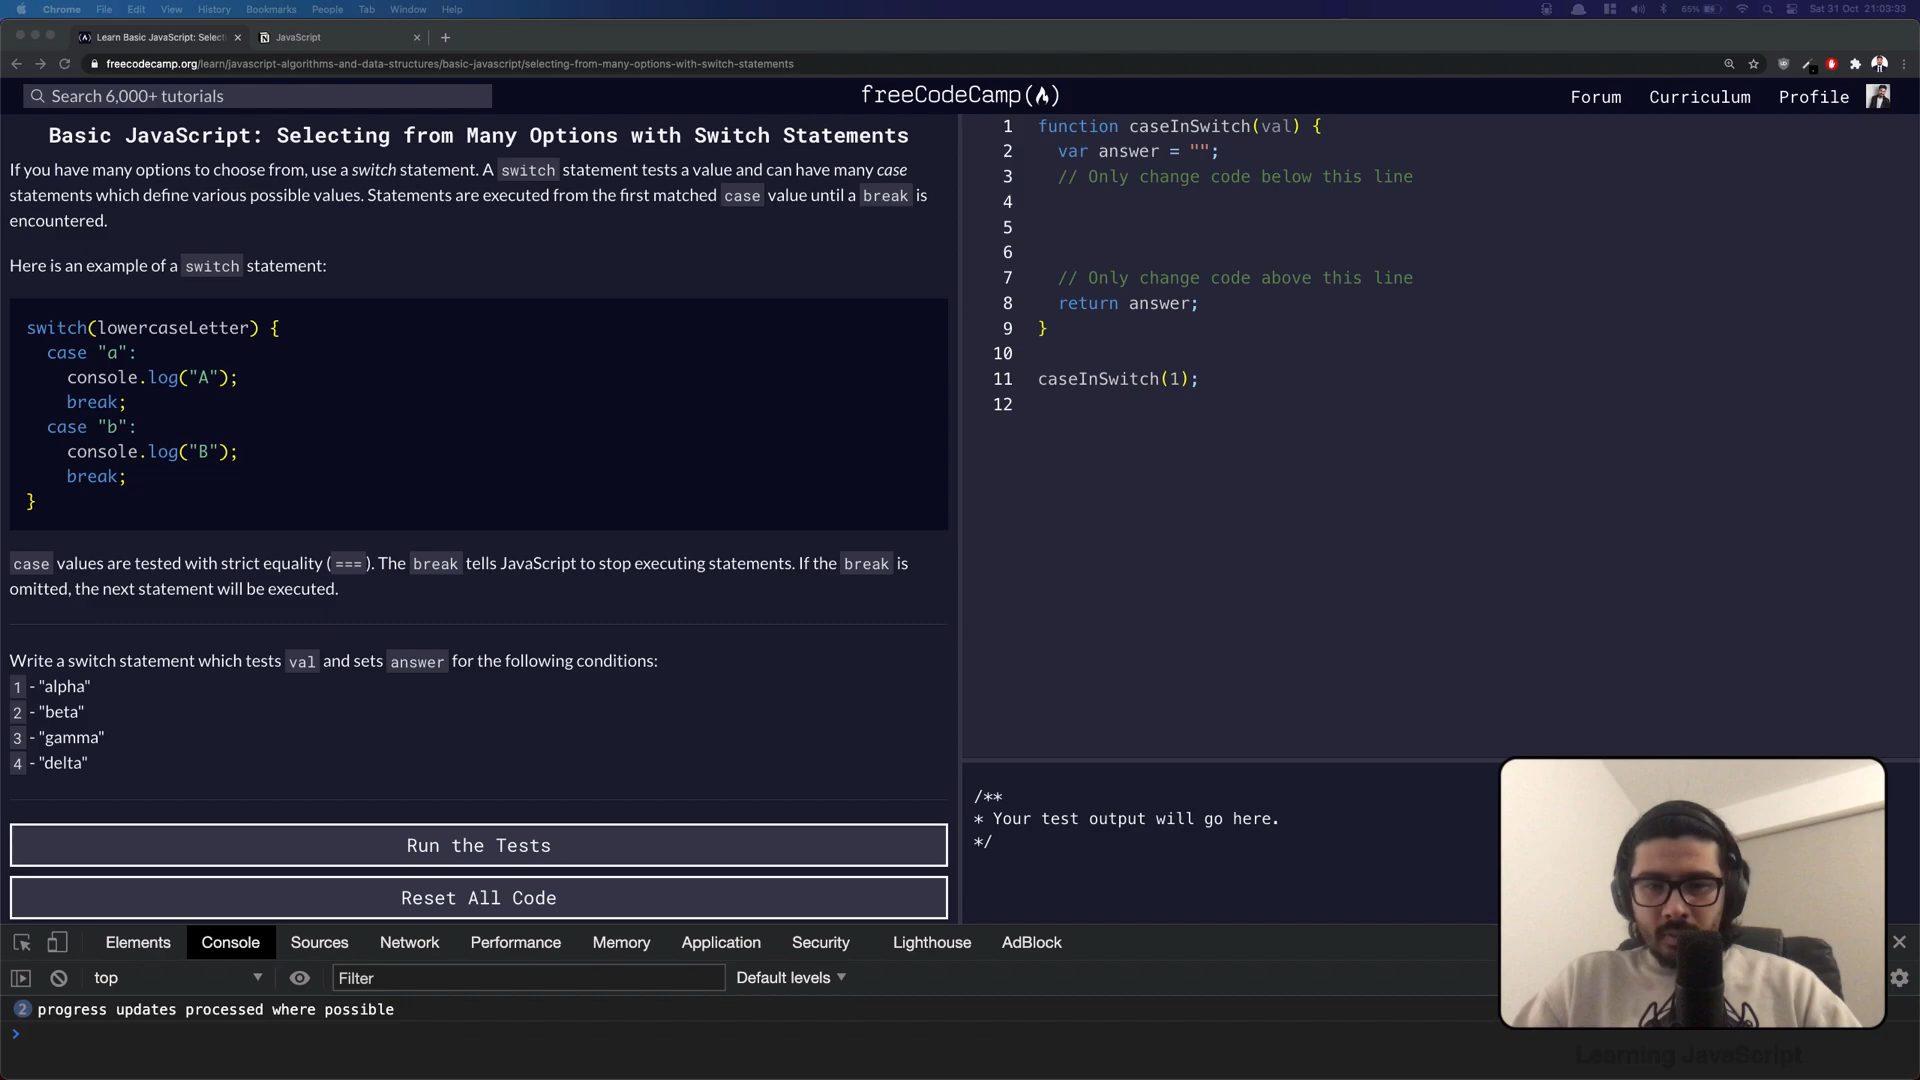 Chrome File Edit View History Bookmarks People Tab Window Help
65% Sat 31 Oct 21:03:33
Learn Basic JavaScript: Select
JavaScript
freecodecamp.org/learn/javascript-algorithms-and-data-structures/basic-javascript/selecting-from-many-options-with-switch-statements
Search 6,000+ tutorials
freeCodeCamp
Forum Curriculum Profile
Basic JavaScript: Selecting from Many Options with Switch Statements
If you have many options to choose from, use a switch statement. A switch statement tests a value and can have many case
statements which define various possible values. Statements are executed from the first matched case value until a break is
encountered.
Here is an example of a switch statement:
switch(lowercaseLetter) {
case "a":
console.log("A");
break;
case "b":
console.log("B");
break;
}
case values are tested with strict equality (===). The break tells JavaScript to stop executing statements. If the break is
omitted, the next statement will be executed.
Write a switch statement which tests val and sets answer for the following conditions:
1 - "alpha"
2 - "beta"
3 - "gamma"
4 - "delta"
Run the Tests
Reset All Code
1 function caseInSwitch(val) {
2 var answer = "";
3 // Only change code below this line
4
5
6
7 // Only change code above this line
8 return answer;
9 }
10
11 caseInSwitch(1);
12
/**
* Your test output will go here.
*/
Elements Console Sources Network Performance Memory Application Security Lighthouse AdBlock
top Filter Default levels
2 progress updates processed where possible
Learning JavaScript